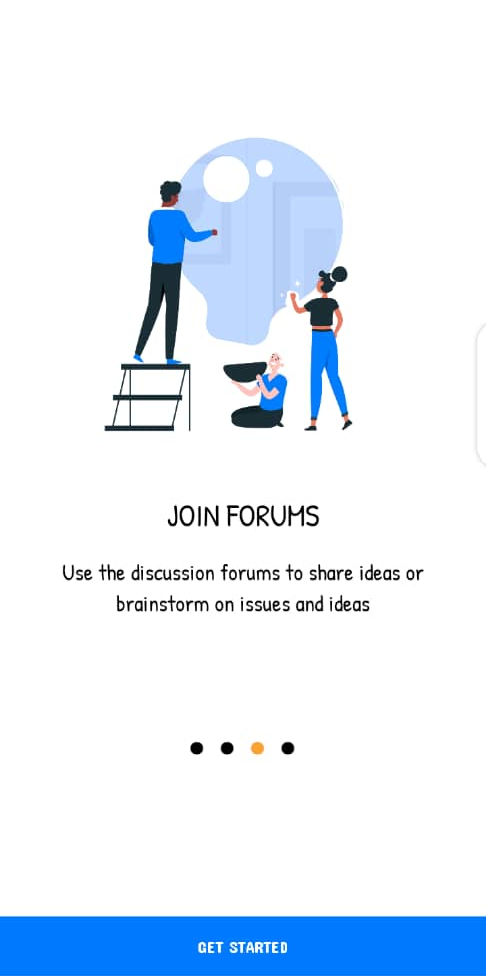 JOIN FORUMS
Use the discussion forums to share ideas or
brainstorm on issues and ideas
GET STARTED